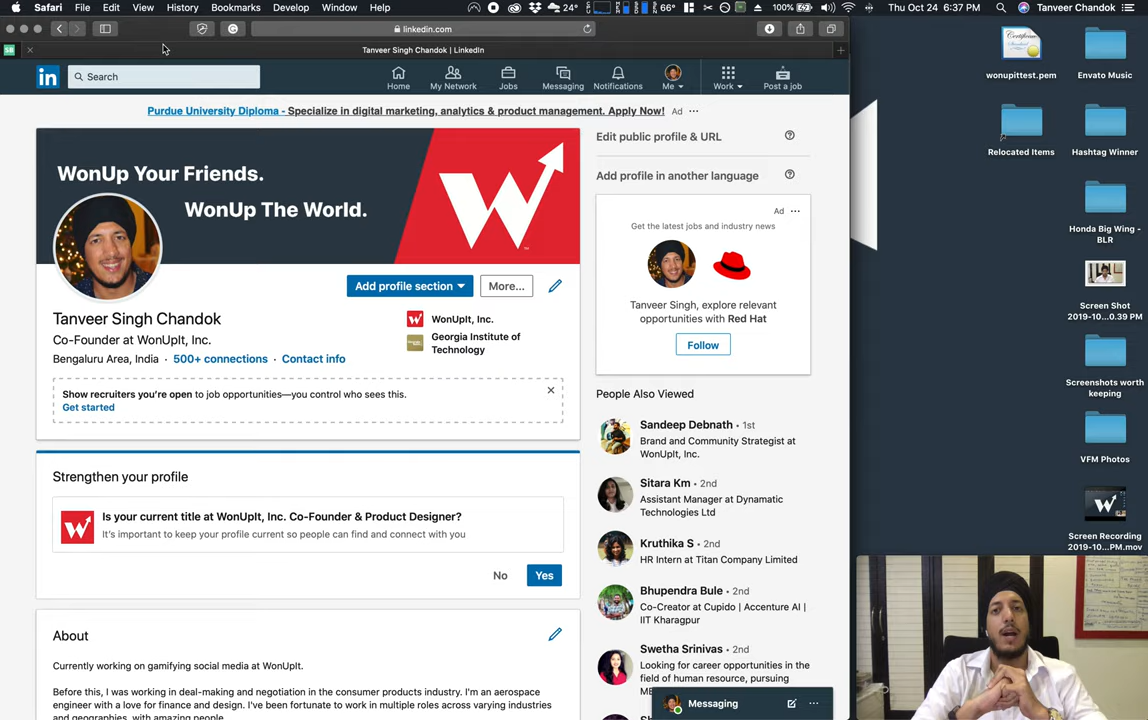 Safari File Edit View History Bookmarks Develop Window Help
24° 66° 100% Thu Oct 24 6:37 PM Tanveer Chandok
linkedin.com
SB
Tanveer Singh Chandok | LinkedIn
in Search
Home My Network Jobs Messaging Notifications Me Work Post a job
Purdue University Diploma - Specialize in digital marketing, analytics & product management. Apply Now! Ad ...
WonUp Your Friends.
WonUp The World.
W
TM
Add profile section More...
Tanveer Singh Chandok
Co-Founder at WonUpIt, Inc.
Bengaluru Area, India · 500+ connections · Contact info
WonUpIt, Inc.
Georgia Institute of
Technology
Show recruiters you're open to job opportunities—you control who sees this.
Get started
Strengthen your profile
Is your current title at WonUpIt, Inc. Co-Founder & Product Designer?
It's important to keep your profile current so people can find and connect with you
No Yes
About
Currently working on gamifying social media at WonUpIt.
Before this, I was working in deal-making and negotiation in the consumer products industry. I'm an aerospace
engineer with a love for finance and design. I've been fortunate to work in multiple roles across varying industries
and geographies, with amazing people.
Edit public profile & URL
Add profile in another language
Ad ...
Get the latest jobs and industry news
Tanveer Singh, explore relevant
opportunities with Red Hat
Follow
People Also Viewed
Sandeep Debnath • 1st
Brand and Community Strategist at
WonUpIt, Inc.
Sitara Km • 2nd
Assistant Manager at Dynamatic
Technologies Ltd
Kruthika S • 2nd
HR Intern at Titan Company Limited
Bhupendra Bule • 2nd
Co-Creator at Cupido | Accenture AI |
IIT Kharagpur
Swetha Srinivas • 2nd
Looking for career opportunities in the
field of human resource, pursuing
Messaging
wonupittest.pem
Envato Music
Relocated Items
Hashtag Winner
Honda Big Wing -
BLR
Screen Shot
2019-10...0.39 PM
Screenshots worth
keeping
VFM Photos
Screen Recording
2019-10...PM.mov